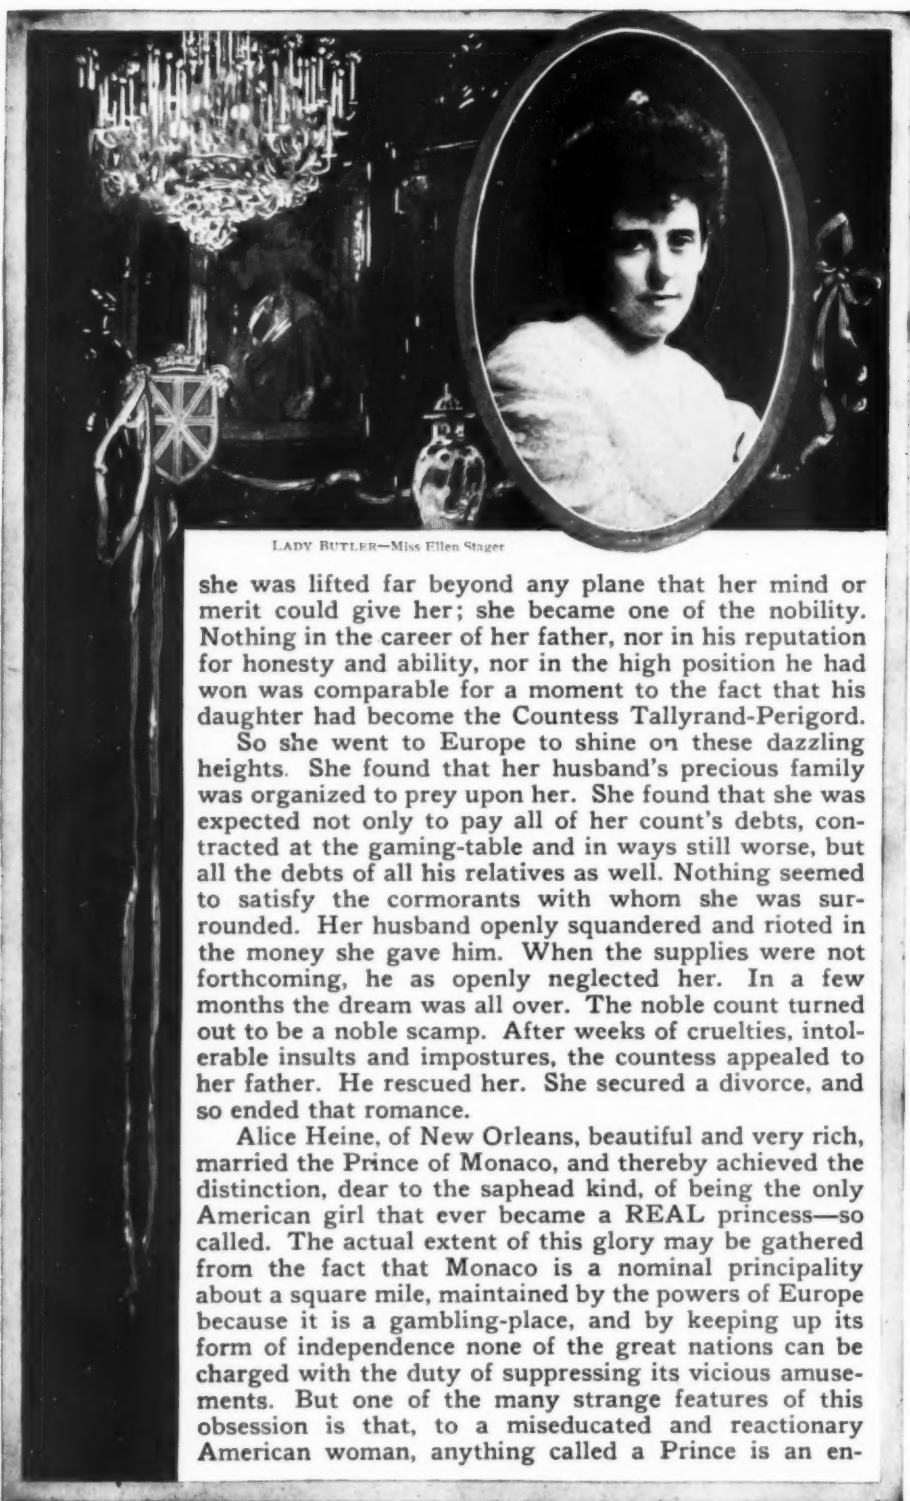 LADY BUTLER—Miss Ellen Stager
she was lifted far beyond any plane that her mind or
merit could give her; she became one of the nobility.
Nothing in the career of her father, nor in his reputation
for honesty and ability, nor in the high position he had
won was comparable for a moment to the fact that his
daughter had become the Countess Tallyrand-Perigord.
So she went to Europe to shine on these dazzling
heights. She found that her husband's precious family
was organized to prey upon her. She found that she was
expected not only to pay all of her count's debts, con-
tracted at the gaming-table and in ways still worse, but
all the debts of all his relatives as well. Nothing seemed
to satisfy the cormorants with whom she was sur-
rounded. Her husband openly squandered and rioted in
the money she gave him. When the supplies were not
forthcoming, he as openly neglected her. In a few
months the dream was all over. The noble count turned
out to be a noble scamp. After weeks of cruelties, intol-
erable insults and impostures, the countess appealed to
her father. He rescued her. She secured a divorce, and
so ended that romance.
Alice Heine, of New Orleans, beautiful and very rich,
married the Prince of Monaco, and thereby achieved the
distinction, dear to the saphead kind, of being the only
American girl that ever became a REAL princess—so
called. The actual extent of this glory may be gathered
from the fact that Monaco is a nominal principality
about a square mile, maintained by the powers of Europe
because it is a gambling-place, and by keeping up its
form of independence none of the great nations can be
charged with the duty of suppressing its vicious amuse-
ments. But one of the many strange features of this
obsession is that, to a miseducated and reactionary
American woman, anything called a Prince is an en-